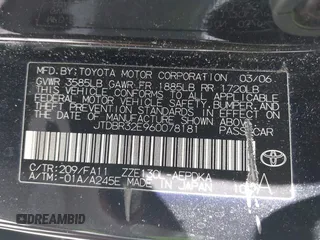 MFD.BY: TOYOTA MOTOR CORPORATION 03/06
GVWR 3585LB GAWR FR 1885LB RR 1720LB
THIS VEHICLE CONFORMS TO ALL APPLICABLE
FEDERAL MOTOR VEHICLE SAFETY, BUMPER, AND
THEFT PREVENTION STANDARDS IN EFFECT ON
THE DATE OF MANUFACTURE SHOWN ABOVE.
JTDBR32E960078181
C/TR: 209/FA11 ZZE130L-AEPDKA
A/TM: -01A/A245E MADE IN JAPAN
TOYOTA
DREAMBID